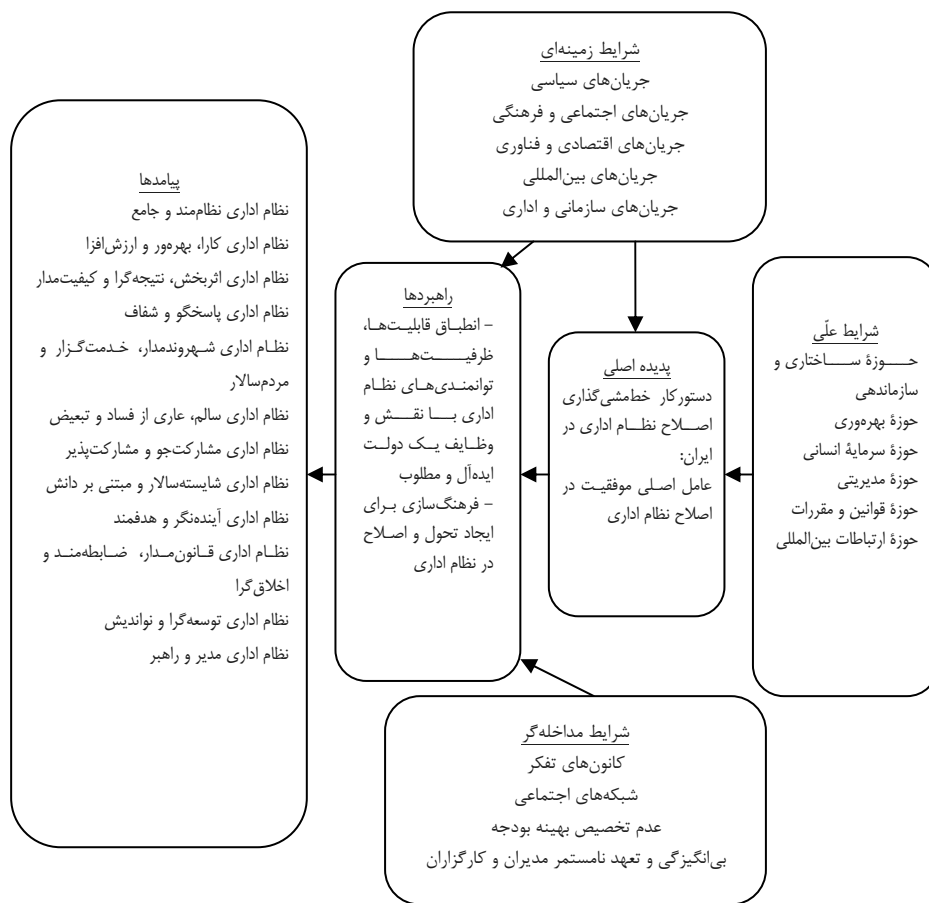 شرایط زمینه‌ای
جریان‌های سیاسی
جریان‌های اجتماعی و فرهنگی
جریان‌های اقتصادی و فناوری
جریان‌های بین‌المللی
جریان‌های سازمانی و اداری
شرایط علّی
حوزۀ ساختاری و
سازماندهی
حوزۀ بهره‌وری
حوزۀ سرمایۀ انسانی
حوزۀ مدیریتی
حوزۀ قوانین و مقررات
حوزۀ ارتباطات بین‌المللی
پدیده اصلی
دستورکار خط‌مشی‌گذاری
اصلاح نظام اداری در
ایران:
عامل اصلی موفقیت در
اصلاح نظام اداری
راهبردها
- انطباق قابلیت‌ها،
ظرفیت‌ها و
توانمندی‌های نظام
اداری با نقش و
وظایف یک دولت
ایده‌آل و مطلوب
- فرهنگ‌سازی برای
ایجاد تحول و اصلاح
در نظام اداری
پیامدها
نظام اداری نظام‌مند و جامع
نظام اداری کارا، بهره‌ور و ارزش‌افزا
نظام اداری اثربخش، نتیجه‌گرا و کیفیت‌مدار
نظام اداری پاسخگو و شفاف
نظام اداری شهروندمدار، خدمت‌گزار و
مردم‌سالار
نظام اداری سالم، عاری از فساد و تبعیض
نظام اداری مشارکت‌جو و مشارکت‌پذیر
نظام اداری شایسته‌سالار و مبتنی بر دانش
نظام اداری آینده‌نگر و هدفمند
نظام اداری قانون‌مدار، ضابطه‌مند و
اخلاق‌گرا
نظام اداری توسعه‌گرا و نواندیش
نظام اداری مدیر و راهبر
شرایط مداخله‌گر
کانون‌های تفکر
شبکه‌های اجتماعی
عدم تخصیص بهینه بودجه
بی‌انگیزگی و تعهد نامستمر مدیران و کارگزاران